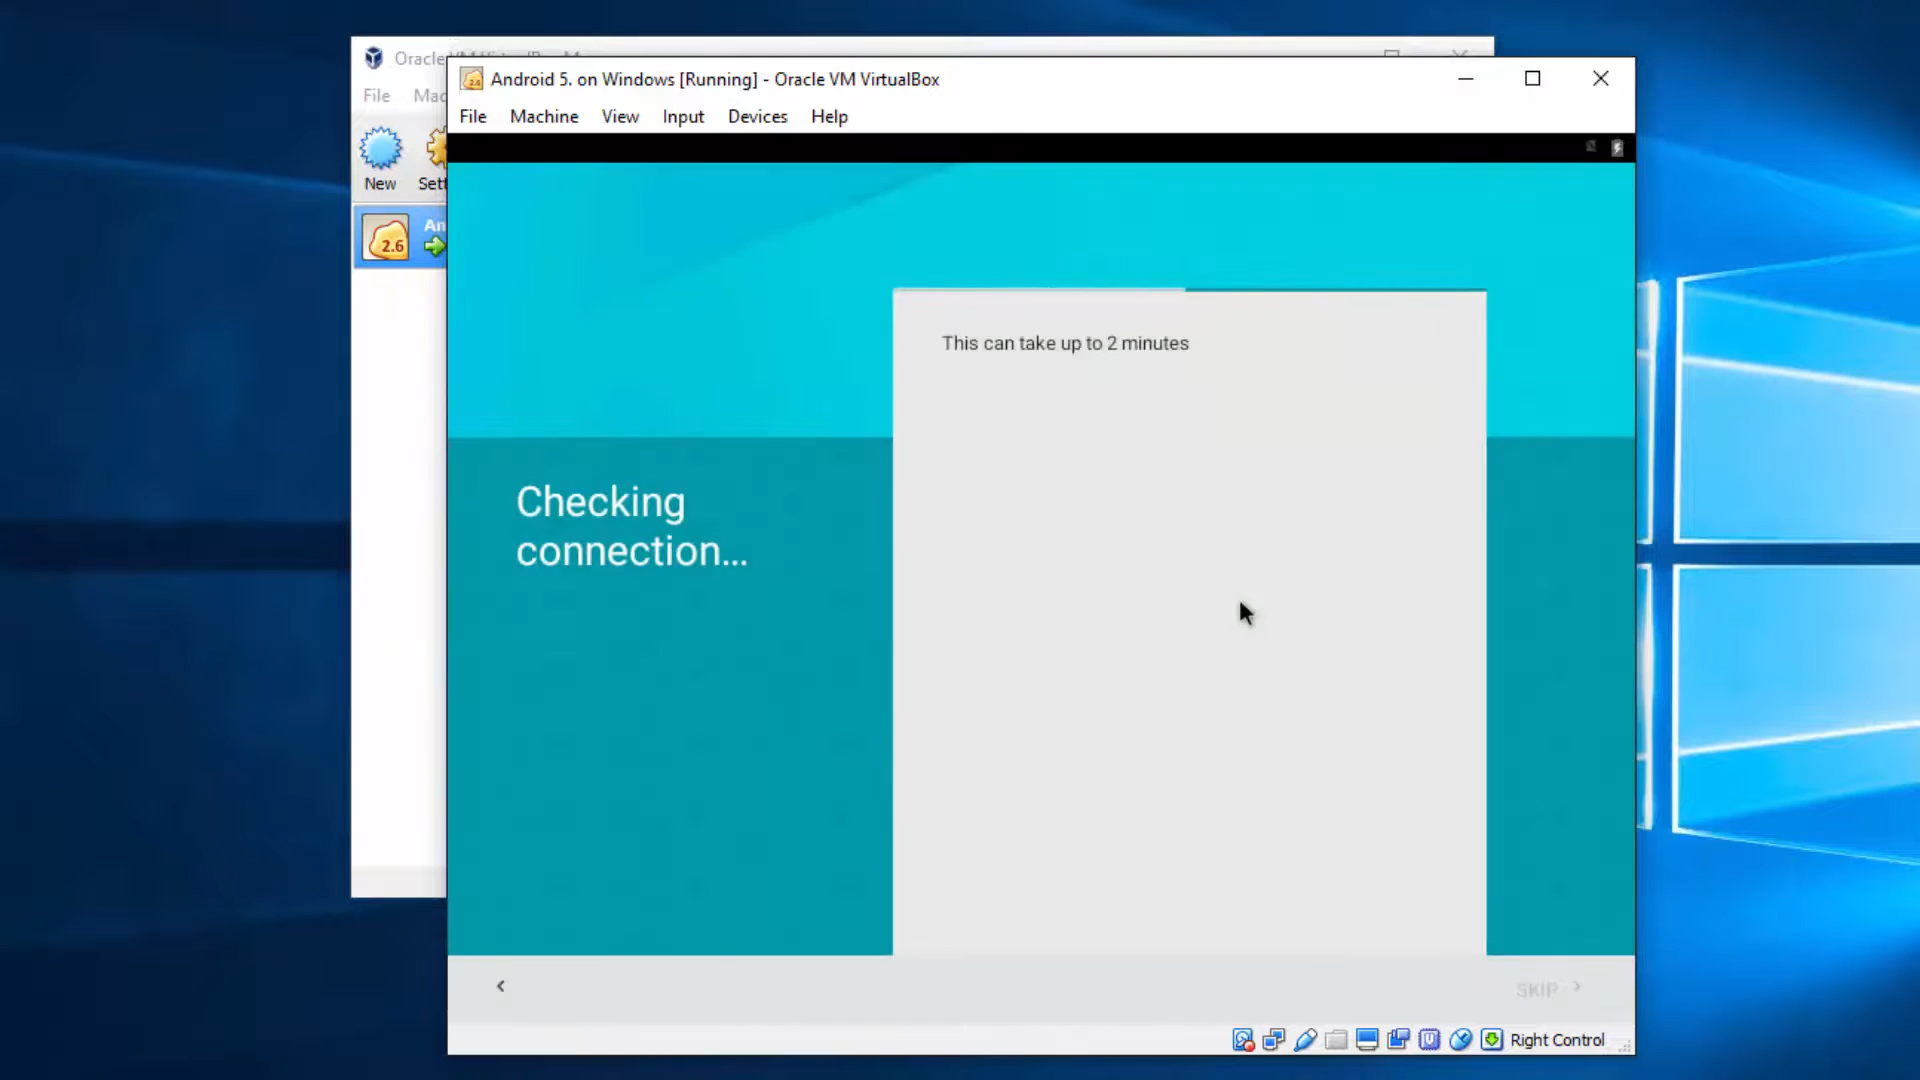 Oracle
File Mac
New Sett
2.6
An
Android 5. on Windows [Running] - Oracle VM VirtualBox
File Machine View Input Devices Help
This can take up to 2 minutes
Checking
connection...
SKIP
Right Control